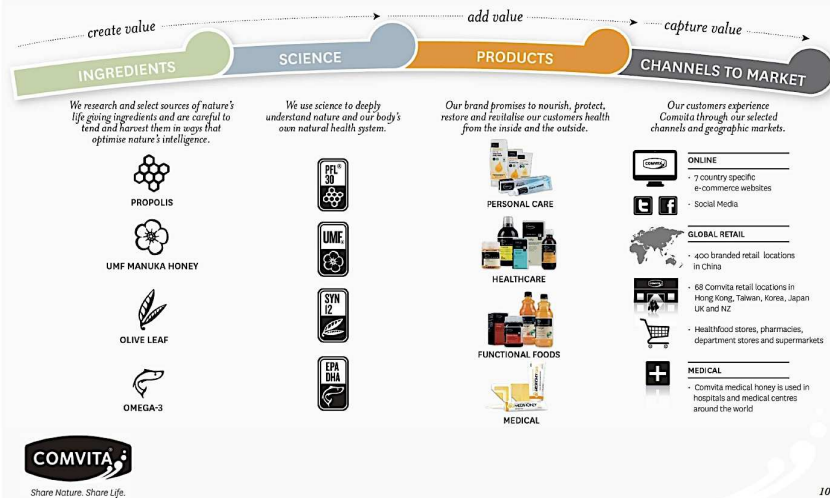 create value
add value
capture value
INGREDIENTS
SCIENCE
PRODUCTS
CHANNELS TO MARKET
We research and select sources of nature's
life giving ingredients and are careful to
tend and harvest them in ways that
optimise nature's intelligence.
We use science to deeply
understand nature and our body's
own natural health system.
Our brand promises to nourish, protect,
restore and revitalise our customers health
from the inside and the outside.
Our customers experience
Comvita through our selected
channels and geographic markets.
PROPOLIS
UMF MANUKA HONEY
OLIVE LEAF
OMEGA-3
PFL®
30
UMF
SYN
12
EPA
DHA
PERSONAL CARE
HEALTHCARE
FUNCTIONAL FOODS
MEDICAL
COMVITA
ONLINE
· 7 country specific
e-commerce websites
· Social Media
GLOBAL RETAIL
· 400 branded retail locations
in China
· 68 Comvita retail locations in
Hong Kong, Taiwan, Korea, Japan
UK and NZ
· Healthfood stores, pharmacies,
department stores and supermarkets
MEDICAL
· Comvita medical honey is used in
hospitals and medical centres
around the world
COMVITA
Share Nature. Share Life.
10